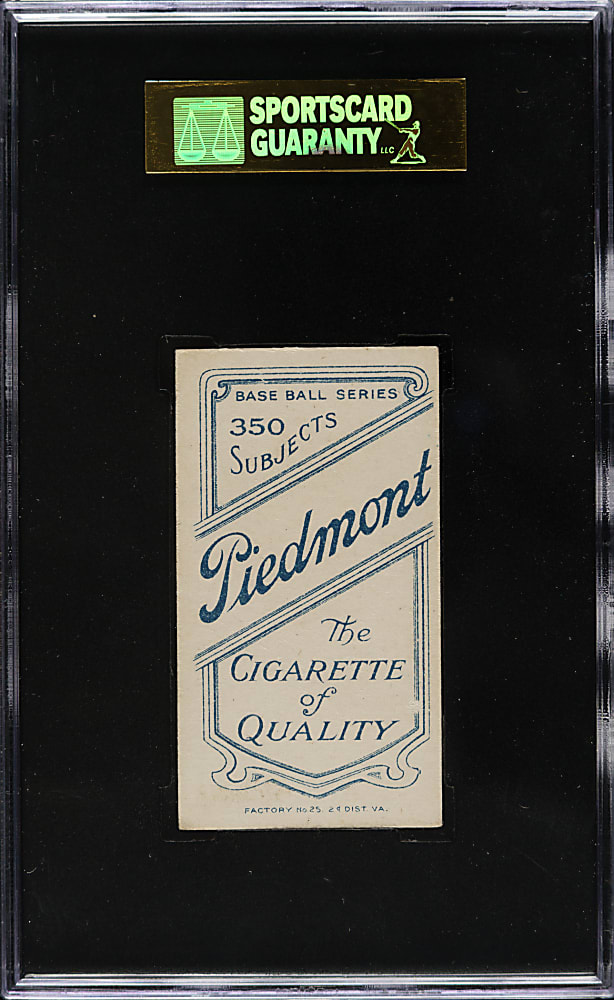 SPORTSCARD
GUARANTY LLC
BASE BALL SERIES
350
SUBJECTS
Piedmont
The
CIGARETTE
of
QUALITY
FACTORY No 25. 2d DIST. VA.